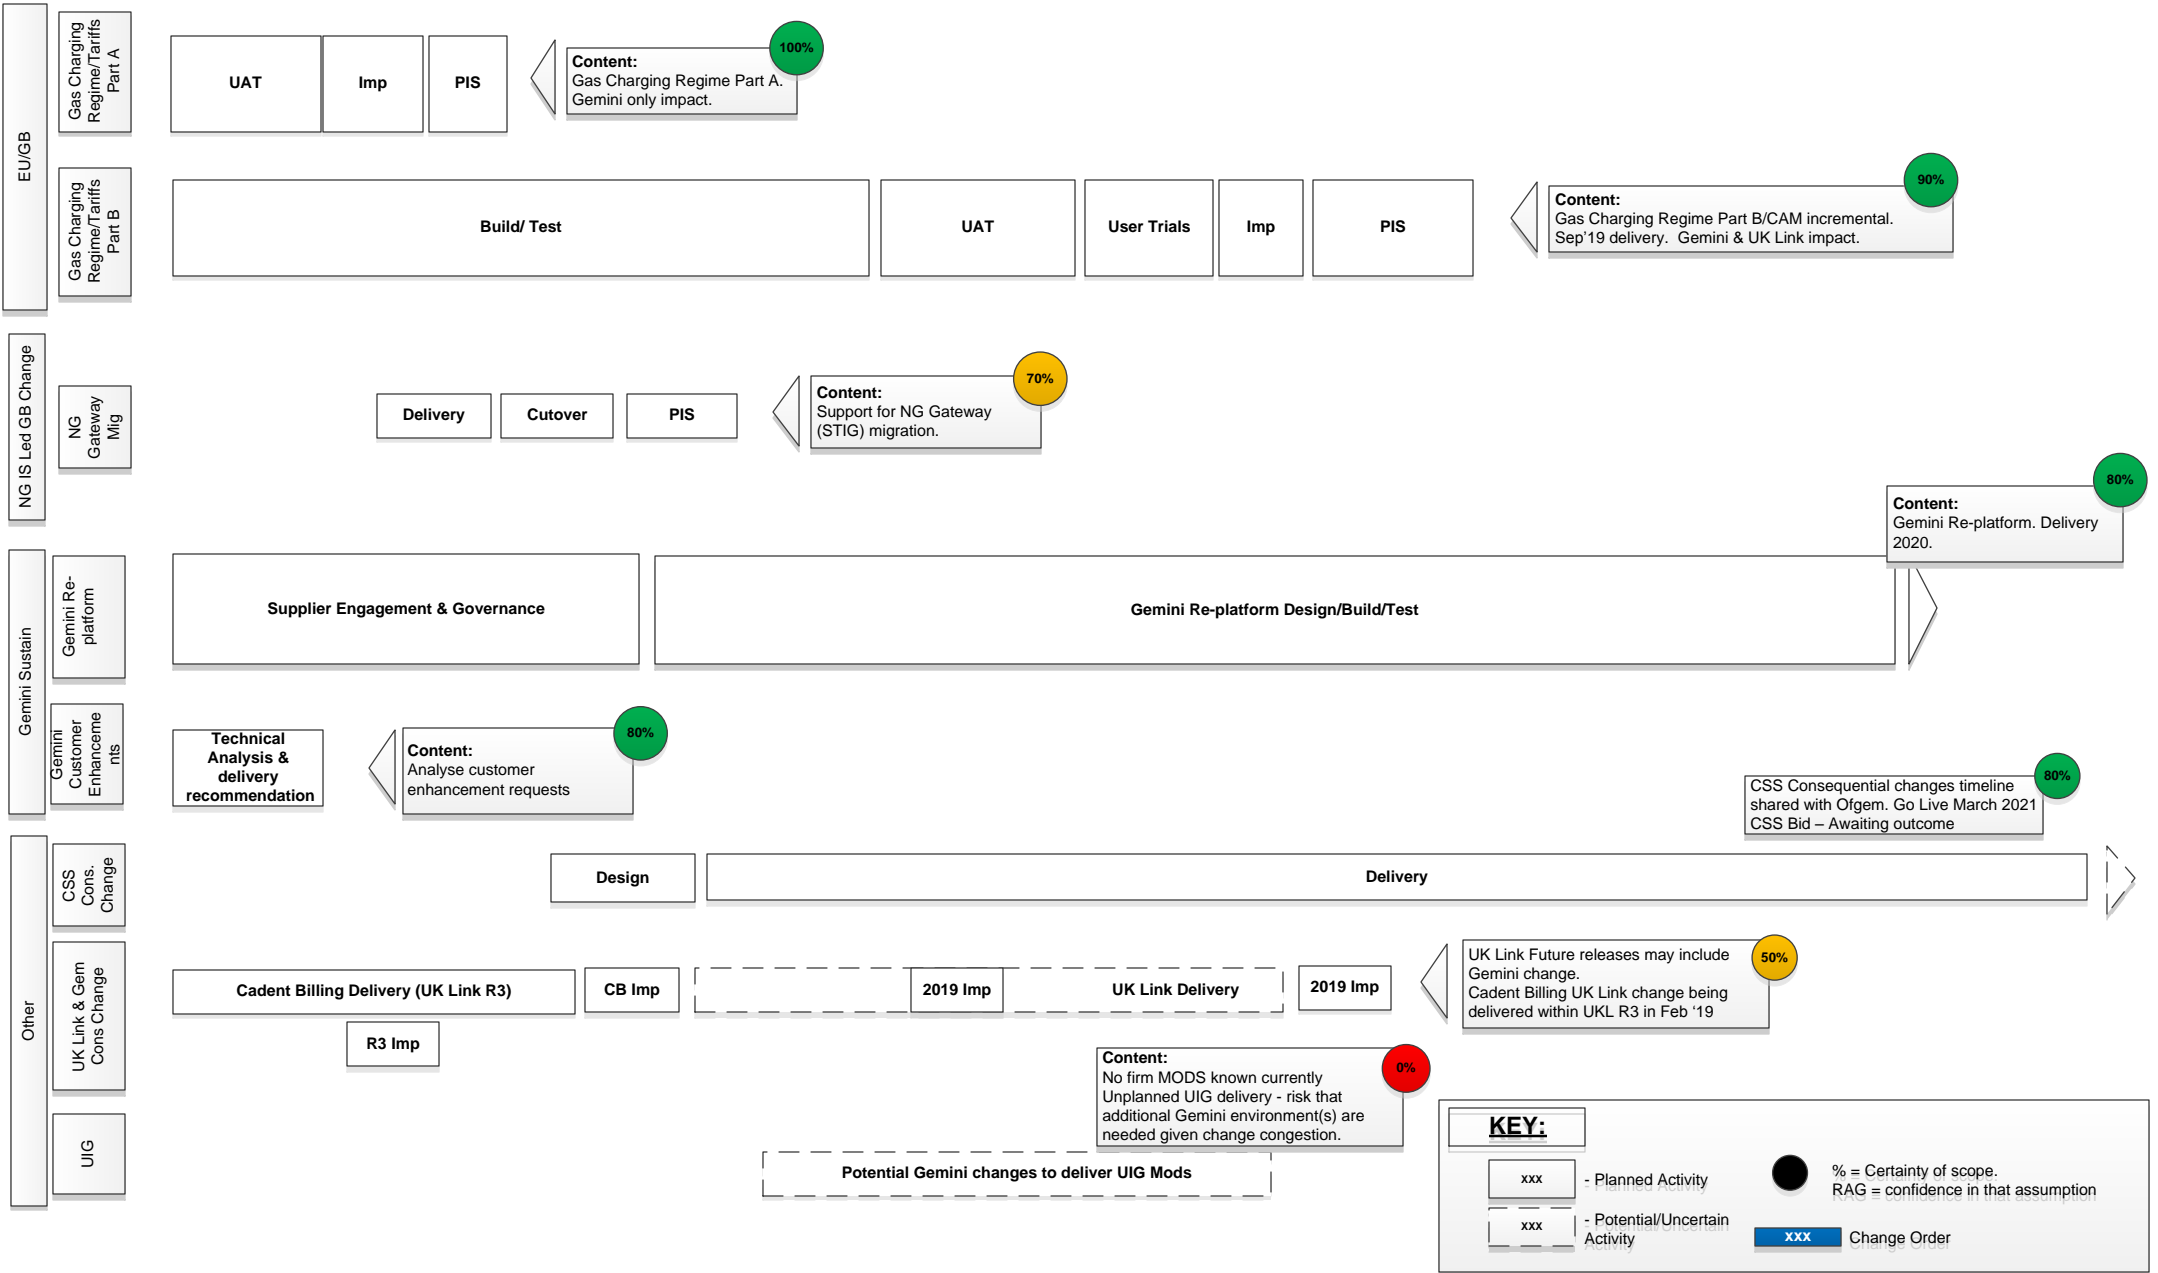 EU/GB
Gas Charging
Regime/Tariffs
Part A
UAT
Imp
PIS
Content:
Gas Charging Regime Part A.
Gemini only impact.
100%
Gas Charging
Regime/Tariffs
Part B
Build/ Test
UAT
User Trials
Imp
PIS
Content:
Gas Charging Regime Part B/CAM incremental.
Sep'19 delivery. Gemini & UK Link impact.
90%
NG IS Led GB Change
NG
Gateway
Mig
Delivery
Cutover
PIS
Content:
Support for NG Gateway
(STIG) migration.
70%
Gemini Sustain
Gemini Re-
platform
Supplier Engagement & Governance
Gemini Re-platform Design/Build/Test
Content:
Gemini Re-platform. Delivery
2020.
80%
Gemini
Customer
Enhanceme
nts
Technical
Analysis &
delivery
recommendation
Content:
Analyse customer
enhancement requests
80%
CSS Consequential changes timeline
shared with Ofgem. Go Live March 2021
CSS Bid – Awaiting outcome
80%
Other
CSS
Cons.
Change
Design
Delivery
UK Link & Gem
Cons Change
Cadent Billing Delivery (UK Link R3)
CB Imp
2019 Imp
UK Link Delivery
2019 Imp
R3 Imp
UK Link Future releases may include
Gemini change.
Cadent Billing UK Link change being
delivered within UKL R3 in Feb '19
50%
UIG
Content:
No firm MODS known currently
Unplanned UIG delivery - risk that
additional Gemini environment(s) are
needed given change congestion.
0%
Potential Gemini changes to deliver UIG Mods
KEY:
xxx
- Planned Activity
xxx
- Potential/Uncertain
Activity
% = Certainty of scope.
RAG = confidence in that assumption
xxx
Change Order